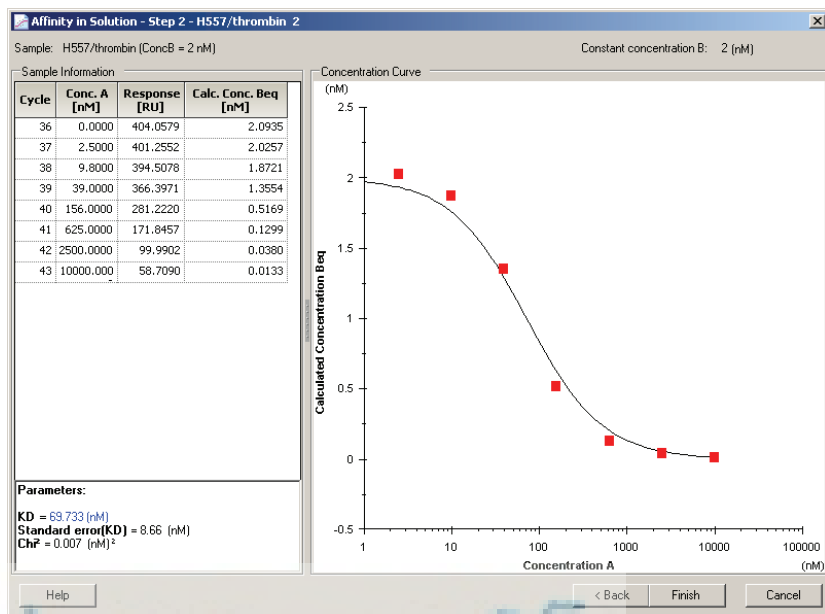 Affinity in Solution - Step 2 - H557/thrombin 2
Sample: H557/thrombin (ConcB = 2 nM)
Constant concentration B: 2 (nM)
Sample Information
Cycle Conc. A [nM] Response [RU] Calc. Conc. Beq [nM]
36 0.0000 404.0579 2.0935
37 2.5000 401.2552 2.0257
38 9.8000 394.5078 1.8721
39 39.0000 366.3971 1.3554
40 156.0000 281.2220 0.5169
41 625.0000 171.8457 0.1299
42 2500.0000 99.9902 0.0380
43 10000.000 58.7090 0.0133
Parameters:
KD = 69.733 (nM)
Standard error(KD) = 8.66 (nM)
Chi² = 0.007 (nM)²
Concentration Curve
(nM)
2.5
2
1.5
1
0.5
0
-0.5
Calculated Concentration Beq
1 10 100 1000 10000 100000
Concentration A (nM)
Help < Back Finish Cancel